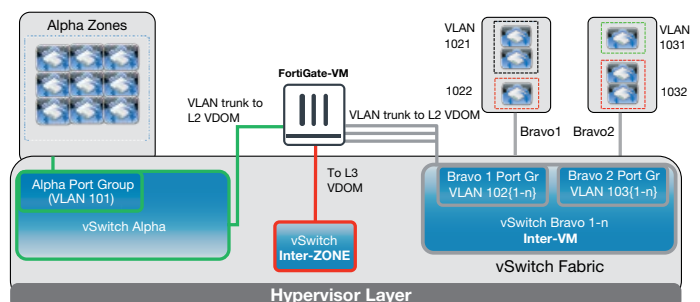 Alpha Zones
FortiGate-VM
VLAN trunk to
L2 VDOM
VLAN trunk to L2 VDOM
VLAN
1021
1022
VLAN
1031
1032
Bravo1
Bravo2
To L3
VDOM
Alpha Port Group
(VLAN 101)
vSwitch Alpha
vSwitch
Inter-ZONE
Bravo 1 Port Gr
VLAN 102{1-n}
Bravo 2 Port Gr
VLAN 103{1-n}
vSwitch Bravo 1-n
Inter-VM
vSwitch Fabric
Hypervisor Layer